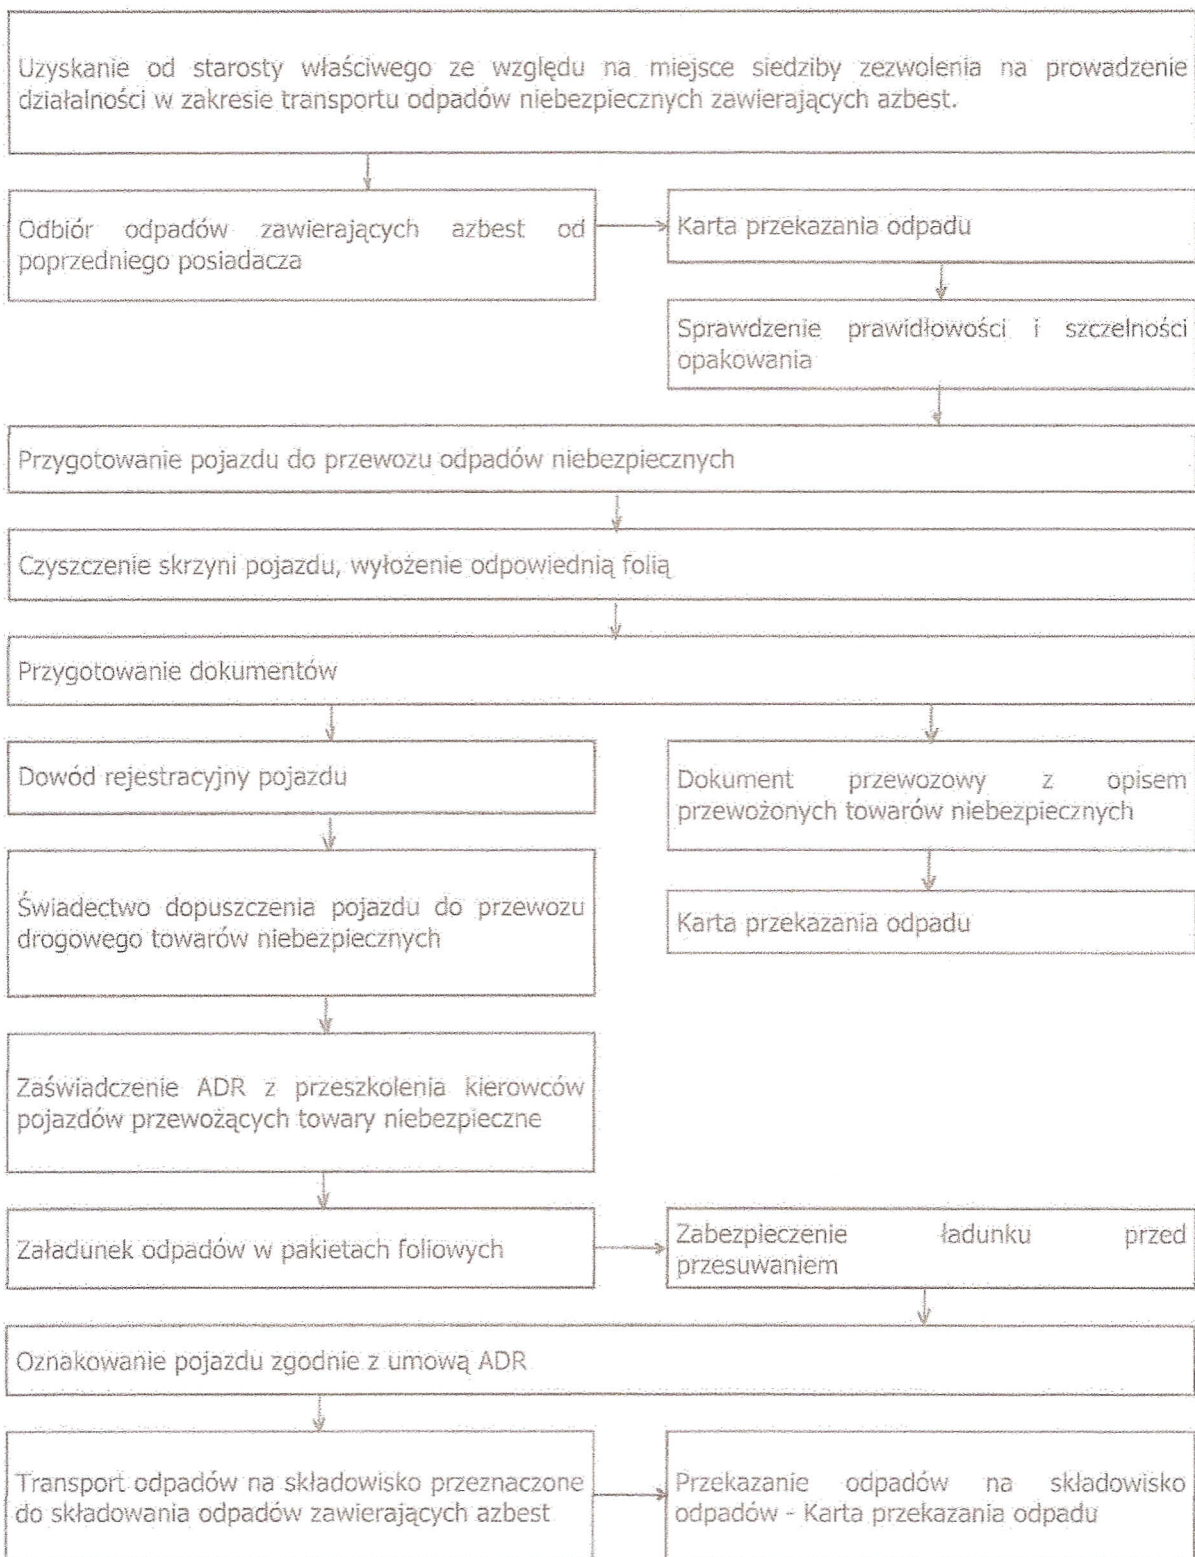 Uzyskanie od starosty właściwego ze względu na miejsce siedziby zezwolenia na prowadzenie
działalności w zakresie transportu odpadów niebezpiecznych zawierających azbest.
Odbiór odpadów zawierających azbest od
poprzedniego posiadacza
Karta przekazania odpadu
Sprawdzenie prawidłowości i szczelności
opakowania
Przygotowanie pojazdu do przewozu odpadów niebezpiecznych
Czyszczenie skrzyni pojazdu, wyłożenie odpowiednią folią
Przygotowanie dokumentów
Dowód rejestracyjny pojazdu
Świadectwo dopuszczenia pojazdu do przewozu
drogowego towarów niebezpiecznych
Zaświadczenie ADR z przeszkolenia kierowców
pojazdów przewożących towary niebezpieczne
Dokument przewozowy z opisem
przewożonych towarów niebezpiecznych
Karta przekazania odpadu
Załadunek odpadów w pakietach foliowych
Zabezpieczenie ładunku przed
przesuwaniem
Oznakowanie pojazdu zgodnie z umową ADR
Transport odpadów na składowisko przeznaczone
do składowania odpadów zawierających azbest
Przekazanie odpadów na składowisko
odpadów - Karta przekazania odpadu